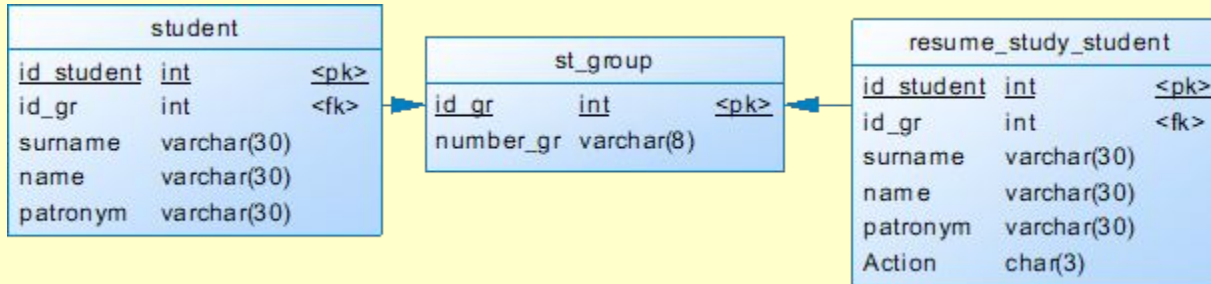 student
id_student int <pk>
id_gr int <fk>
surname varchar(30)
name varchar(30)
patronym varchar(30)
st_group
id_gr int <pk>
number_gr varchar(8)
resume_study_student
id_student int <pk>
id_gr int <fk>
surname varchar(30)
name varchar(30)
patronym varchar(30)
Action char(3)